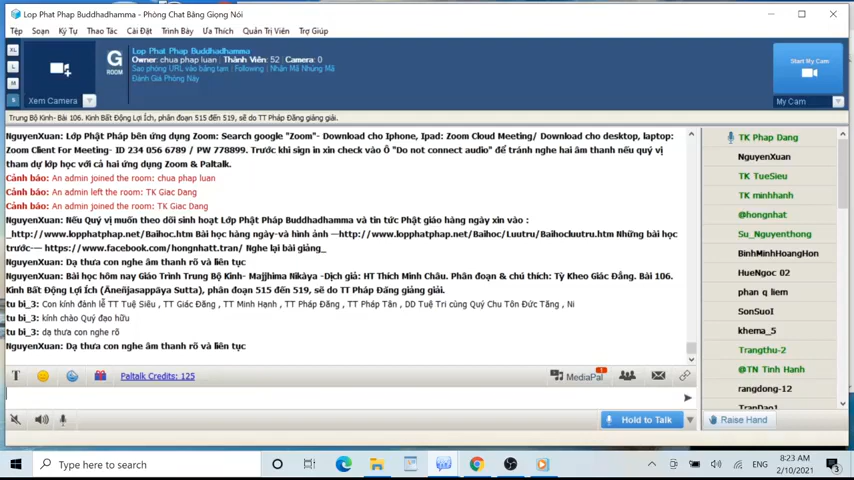 Lop Phat Phap Buddhadhamma - Phòng Chat Bằng Giọng Nói
Tệp Soạn Ký Tự Thao Tác Cài Đặt Trình Bày Ưa Thích Quản Trị Viên Trợ Giúp
XL
L
M
S
Xem Camera
G
ROOM
Lop Phat Phap Buddhadhamma
Owner: chua phap luan | Thành Viên: 52 | Camera: 0
Sao phỏng URL vào bảng tạm | Following | Nhận Mã Nhúng Mã
Đánh Giá Phòng Này
Start My Cam
My Cam
Trung Bộ Kinh- Bài 106. Kinh Bất Động Lợi Ích, phân đoạn 515 đến 519, sẽ do TT Pháp Đăng giảng giải.
NguyenXuan: Lớp Phật Pháp bên ứng dụng Zoom: Search google "Zoom"- Download cho Iphone, Ipad: Zoom Cloud Meeting/ Download cho desktop, laptop:
Zoom Client For Meeting- ID 234 056 6789 / PW 778899. Trước khi sign in xin check vào Ô "Do not connect audio" để tránh nghe hai âm thanh nếu quý vị
tham dự lớp học với cả hai ứng dụng Zoom & Paltalk.
Cảnh báo: An admin joined the room: chua phap luan
Cảnh báo: An admin left the room: TK Giac Dang
Cảnh báo: An admin joined the room: TK Giac Dang
NguyenXuan: Nếu Quý vị muốn theo dõi sinh hoạt Lớp Phật Pháp Buddhadhamma và tin tức Phật giáo hàng ngày xin vào :
_http://www.lopphatphap.net/Baihoc.htm Bài học hàng ngày-và hình ảnh —http://www.lopphatphap.net/Baihoc/Luutru/Baihocluutru.htm Những bài học
trước-— https://www.facebook.com/hongnhatt.tran/ Nghe lại bài giảng_
NguyenXuan: Dạ thưa con nghe âm thanh rõ và liên tục
NguyenXuan: Bài học hôm nay Giáo Trình Trung Bộ Kinh- Majjhima Nikàya -Dịch giả: HT Thích Minh Châu. Phân đoạn & chú thích: Tỳ Kheo Giác Đẳng. Bài 106.
Kinh Bất Động Lợi Ích (Āneñjasappāya Sutta), phân đoạn 515 đến 519, sẽ do TT Pháp Đăng giảng giải.
tu bi_3: Con kính đảnh lễ TT Tuệ Siêu , TT Giác Đăng , TT Minh Hạnh , TT Pháp Đăng , TT Pháp Tân , DD Tuệ Tri cùng Quý Chu Tôn Đức Tăng , Ni
tu bi_3: kính chào Quý đạo hữu
tu bi_3: dạ thưa con nghe rõ
NguyenXuan: Dạ thưa con nghe âm thanh rõ và liên tục
TK Phap Dang
NguyenXuan
TK TueSieu
TK minhhanh
@hongnhat
Su_Nguyenthong
BinhMinhHoangHon
HueNgoc 02
phan q liem
SonSuoI
khema_5
Trangthu-2
@TN Tinh Hanh
rangdong-12
TranDao1
T Paltalk Credits: 125 MediaPal 1
Hold to Talk Raise Hand
Type here to search ENG 8:23 AM
2/10/2021 3